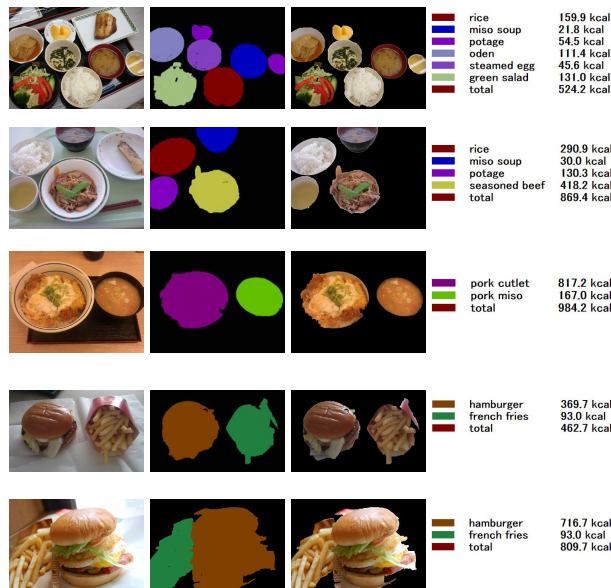 rice 159.9 kcal
miso soup 21.8 kcal
potage 54.5 kcal
oden 111.4 kcal
steamed egg 45.6 kcal
green salad 131.0 kcal
total 524.2 kcal
rice 290.9 kcal
miso soup 30.0 kcal
potage 130.3 kcal
seasoned beef 418.2 kcal
total 869.4 kcal
pork cutlet 817.2 kcal
pork miso 167.0 kcal
total 984.2 kcal
hamburger 369.7 kcal
french fries 93.0 kcal
total 462.7 kcal
hamburger 716.7 kcal
french fries 93.0 kcal
total 809.7 kcal